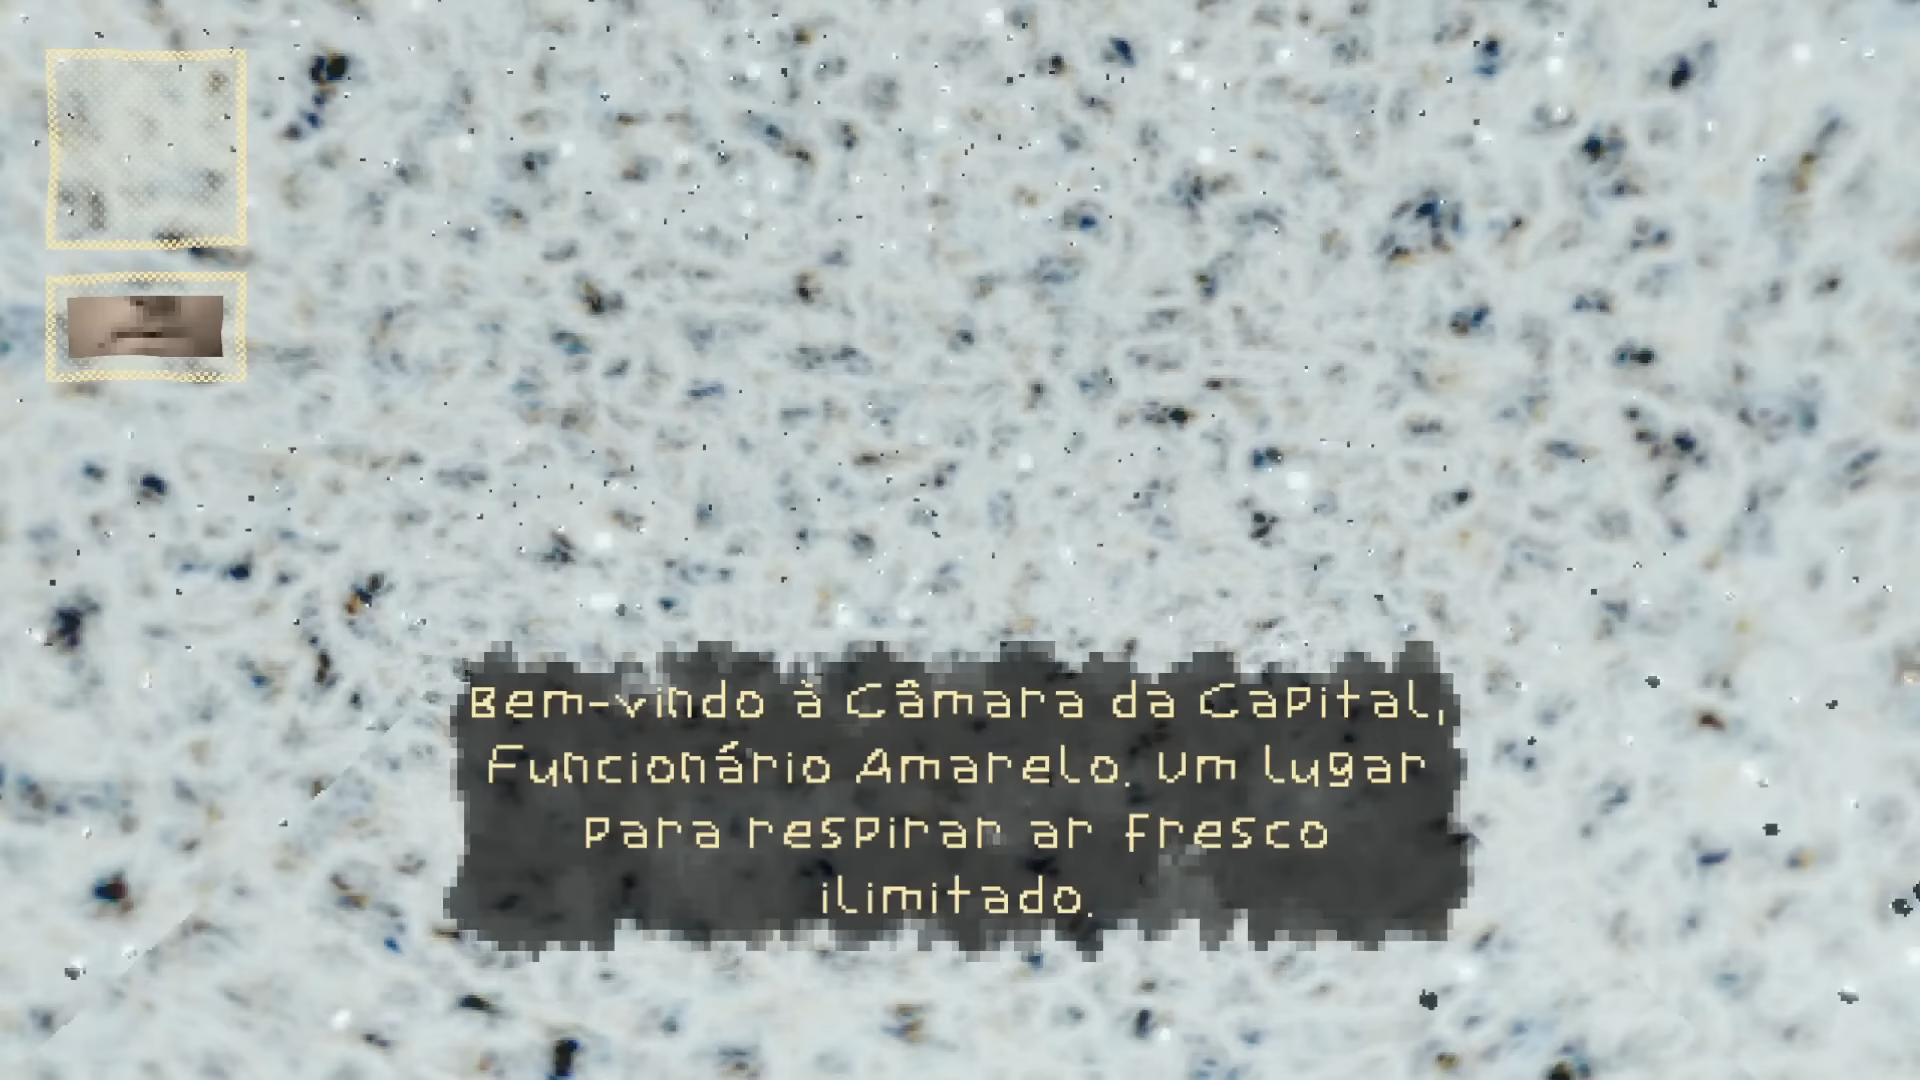 Bem-vindo à Câmara da Capital,
Funcionário Amarelo. Um lugar
para respirar ar fresco
ilimitado.